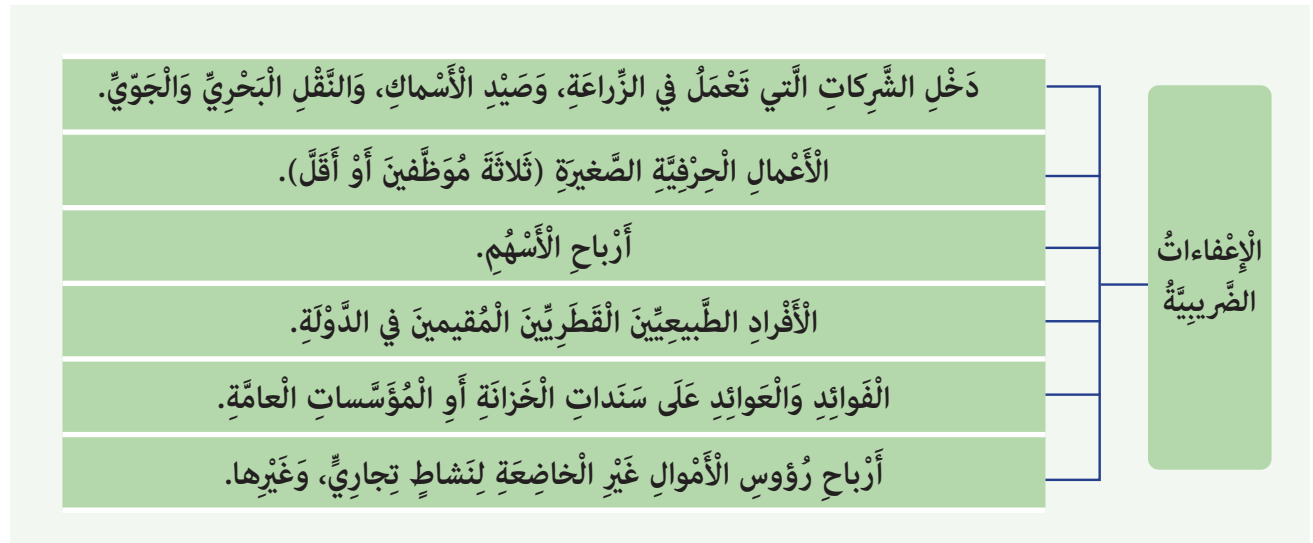 الْإِعْفاءاتُ
الضَّريبِيَّةُ
دَخْلِ الشَّرِكاتِ الَّتي تَعْمَلُ في الزِّراعَةِ، وَصَيْدِ الْأَسْماكِ، وَالنَّقْلِ الْبَحْرِيِّ وَالْجَوّيِّ.
الْأَعْمالِ الْحِرْفِيَّةِ الصَّغيرَةِ (ثَلاثَةَ مُوَظَّفينَ أَوْ أَقَلَّ).
أَرْباحِ الْأَسْهُمِ.
الْأَفْرادِ الطَّبيعِيِّينَ الْقَطَرِيِّينَ الْمُقيمينَ في الدَّوْلَةِ.
الْفَوائِدِ وَالْعَوائِدِ عَلَى سَنَداتِ الْخَزانَةِ أَوِ الْمُؤَسَّساتِ الْعامَّةِ.
أَرْباحِ رُؤوسِ الْأَمْوالِ غَيْرِ الْخاضِعَةِ لِنَشاطٍ تِجارِيٍّ، وَغَيْرِها.